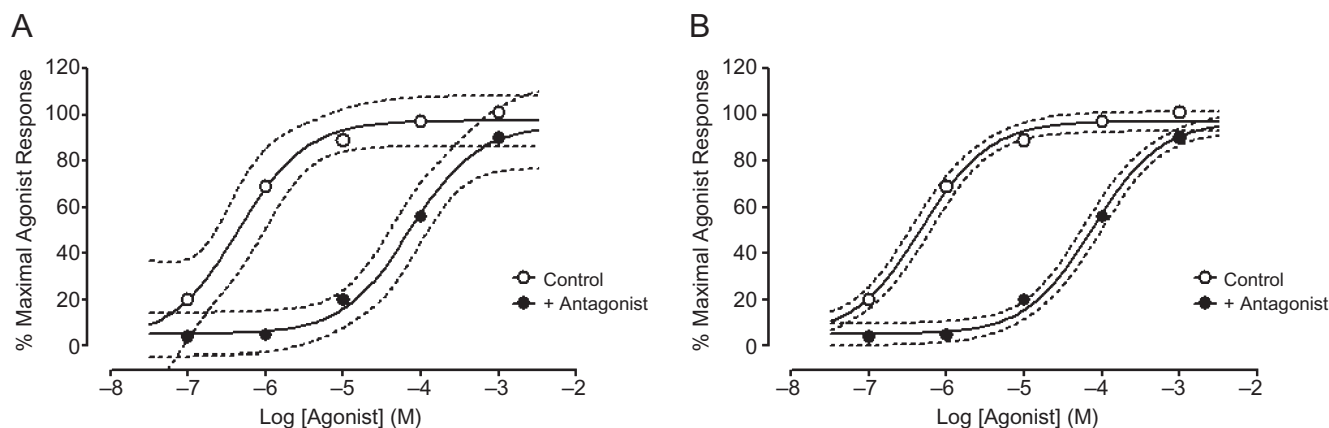 A
% Maximal Agonist Response
120
100
80
60
40
20
0
–8 –7 –6 –5 –4 –3 –2
Log [Agonist] (M)
Control
+ Antagonist
B
% Maximal Agonist Response
120
100
80
60
40
20
0
–8 –7 –6 –5 –4 –3 –2
Log [Agonist] (M)
Control
+ Antagonist